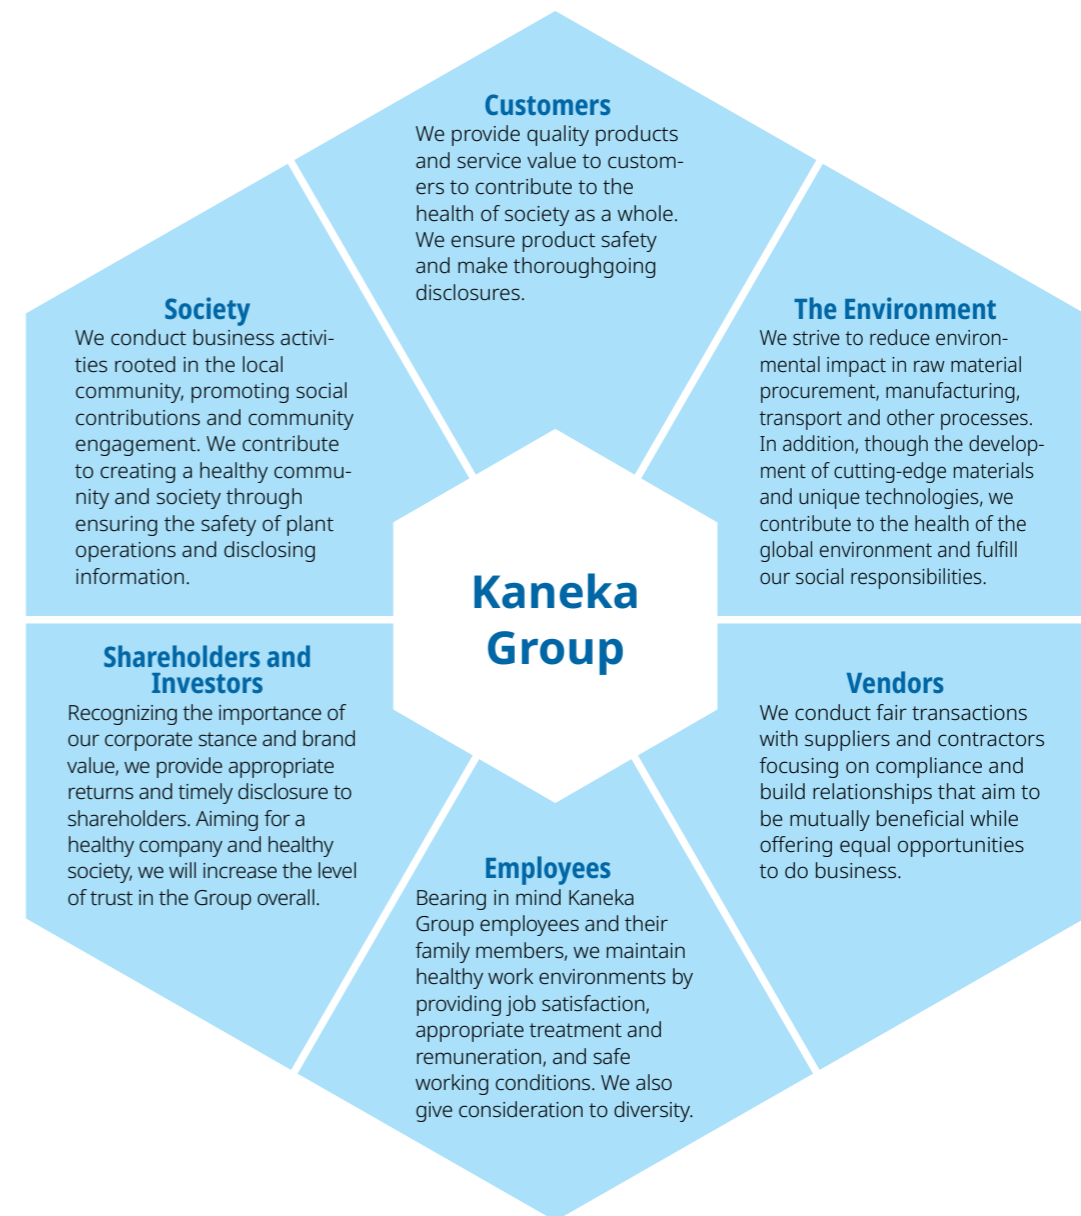 Customers
We provide quality products
and service value to custom-
ers to contribute to the
health of society as a whole.
We ensure product safety
and make thoroughgoing
disclosures.
Society
We conduct business activi-
ties rooted in the local
community, promoting social
contributions and community
engagement. We contribute
to creating a healthy commu-
nity and society through
ensuring the safety of plant
operations and disclosing
information.
The Environment
We strive to reduce environ-
mental impact in raw material
procurement, manufacturing,
transport and other processes.
In addition, though the develop-
ment of cutting-edge materials
and unique technologies, we
contribute to the health of the
global environment and fulfill
our social responsibilities.
Kaneka
Group
Shareholders and
Investors
Recognizing the importance of
our corporate stance and brand
value, we provide appropriate
returns and timely disclosure to
shareholders. Aiming for a
healthy company and healthy
society, we will increase the level
of trust in the Group overall.
Vendors
We conduct fair transactions
with suppliers and contractors
focusing on compliance and
build relationships that aim to
be mutually beneficial while
offering equal opportunities
to do business.
Employees
Bearing in mind Kaneka
Group employees and their
family members, we maintain
healthy work environments by
providing job satisfaction,
appropriate treatment and
remuneration, and safe
working conditions. We also
give consideration to diversity.